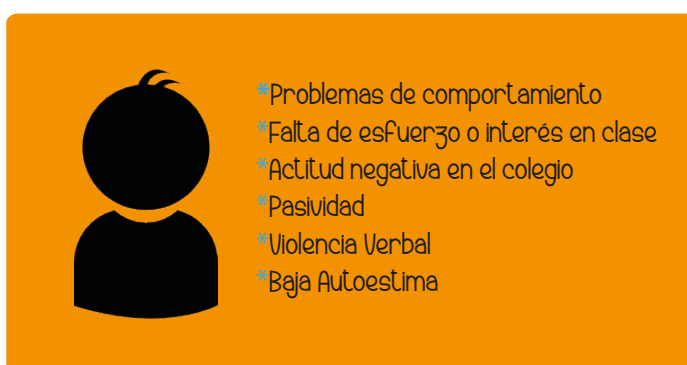 *Problemas de comportamiento
*Falta de esfuerzo o interés en clase
*Actitud negativa en el colegio
*Pasividad
*Violencia Verbal
*Baja Autoestima